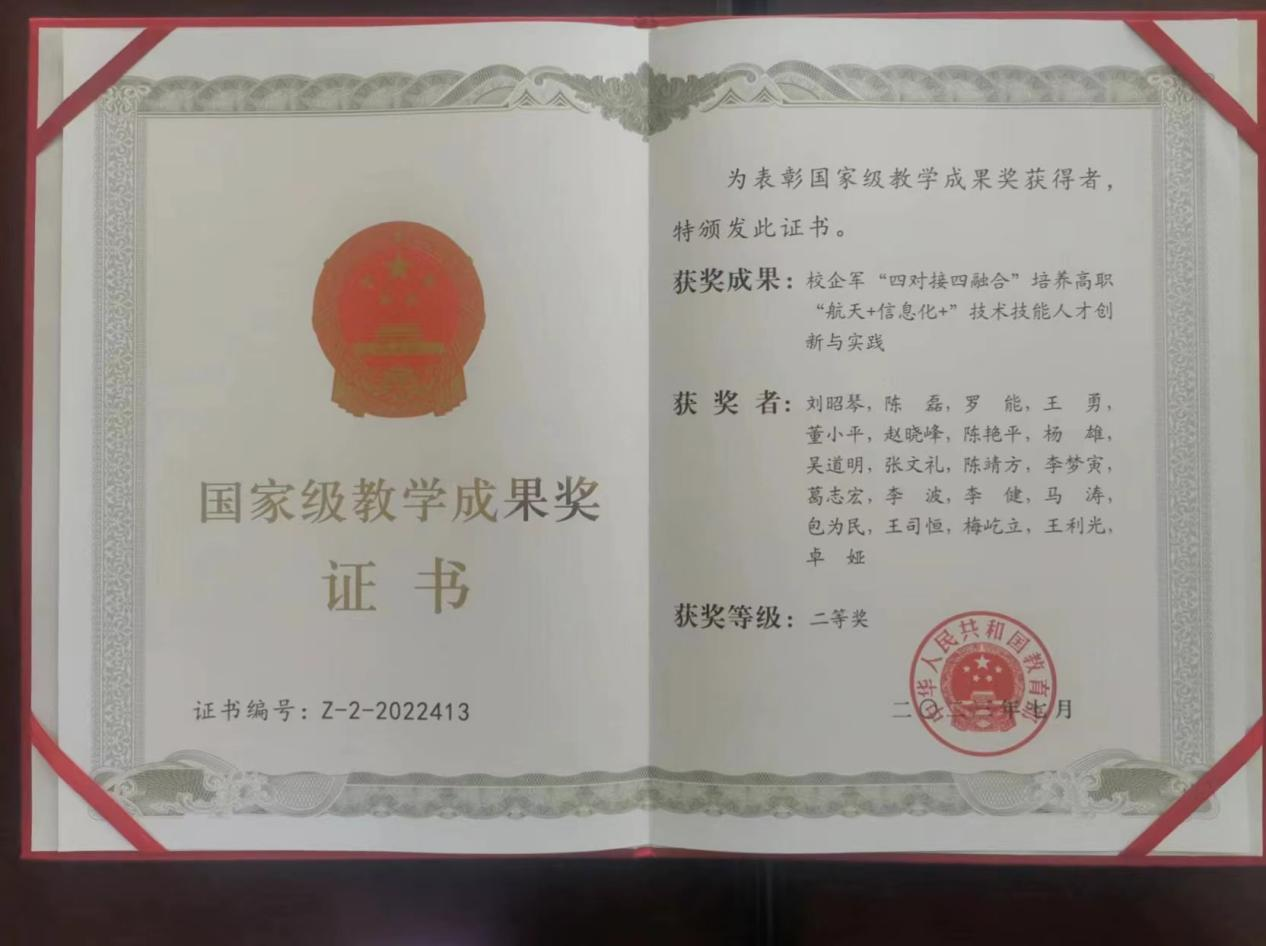 国家级教学成果奖
证 书
证书编号：Z-2-2022413
为表彰国家级教学成果奖获得者，
特颁发此证书。
获奖成果：校企军“四对接四融合”培养高职
“航天+信息化+”技术技能人才创
新与实践
获 奖 者：刘昭琴，陈 磊，罗 能，王 勇，
董小平，赵晓峰，陈艳平，杨 雄，
吴道明，张文礼，陈靖方，李梦寅，
葛志宏，李 波，李 健，马 涛，
包为民，王司恒，梅屹立，王利光，
卓 娅
获奖等级：二等奖
中华人民共和国教育部
二〇二三年七月